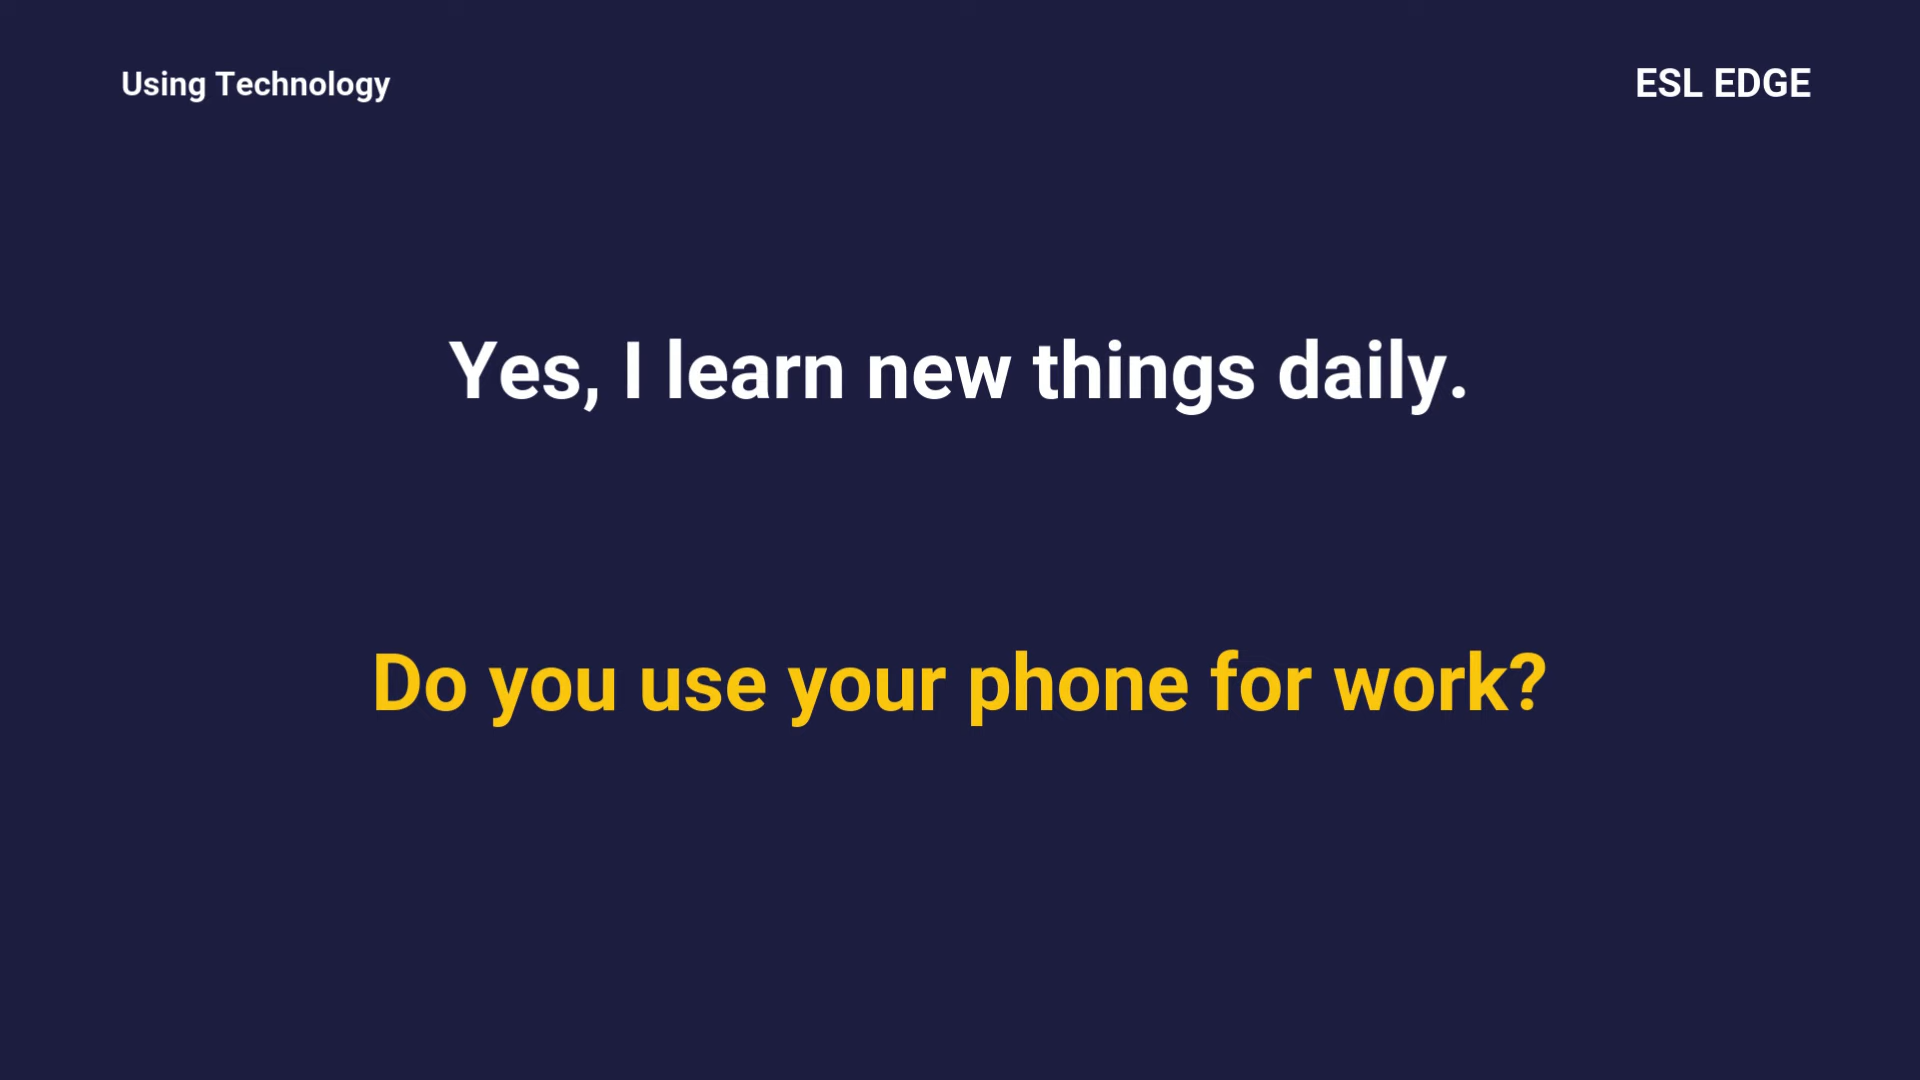 Using Technology
ESL EDGE
Yes, I learn new things daily.
Do you use your phone for work?